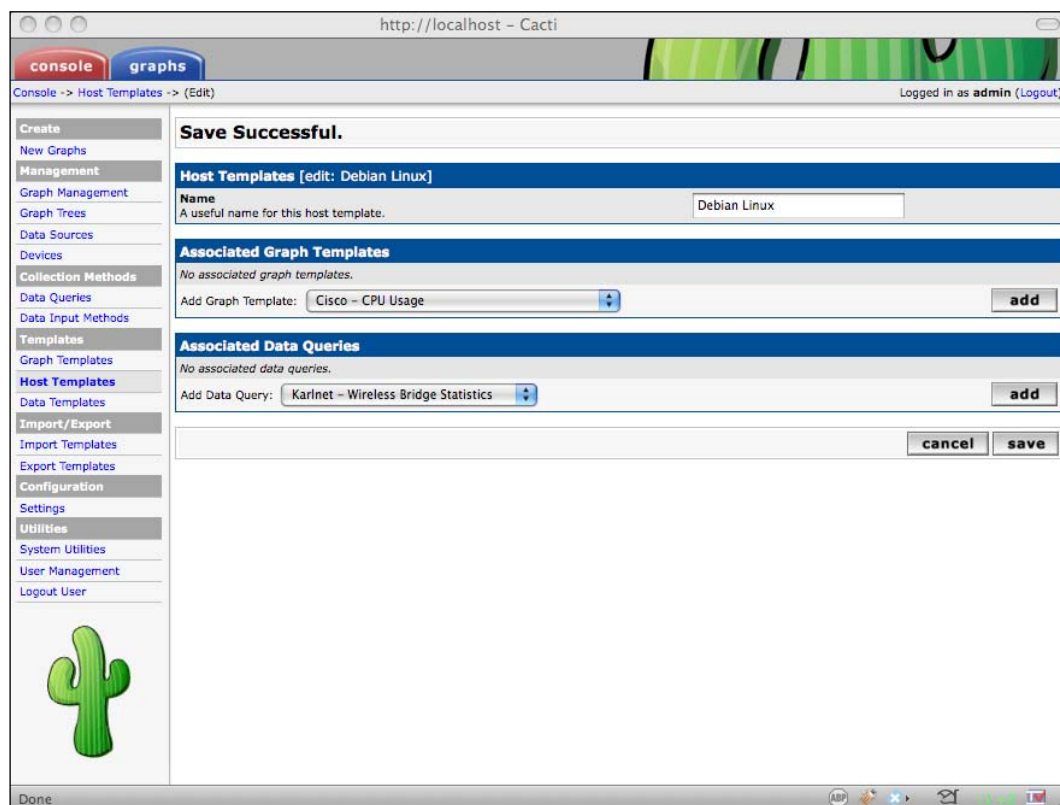 http://localhost – Cacti
console graphs
Console -> Host Templates -> (Edit)
Logged in as admin (Logout)
Create
New Graphs
Management
Graph Management
Graph Trees
Data Sources
Devices
Collection Methods
Data Queries
Data Input Methods
Templates
Graph Templates
Host Templates
Data Templates
Import/Export
Import Templates
Export Templates
Configuration
Settings
Utilities
System Utilities
User Management
Logout User
Save Successful.
Host Templates [edit: Debian Linux]
Name
A useful name for this host template.
Debian Linux
Associated Graph Templates
No associated graph templates.
Add Graph Template: Cisco – CPU Usage add
Associated Data Queries
No associated data queries.
Add Data Query: Karlnet – Wireless Bridge Statistics add
cancel save
Done
ABP